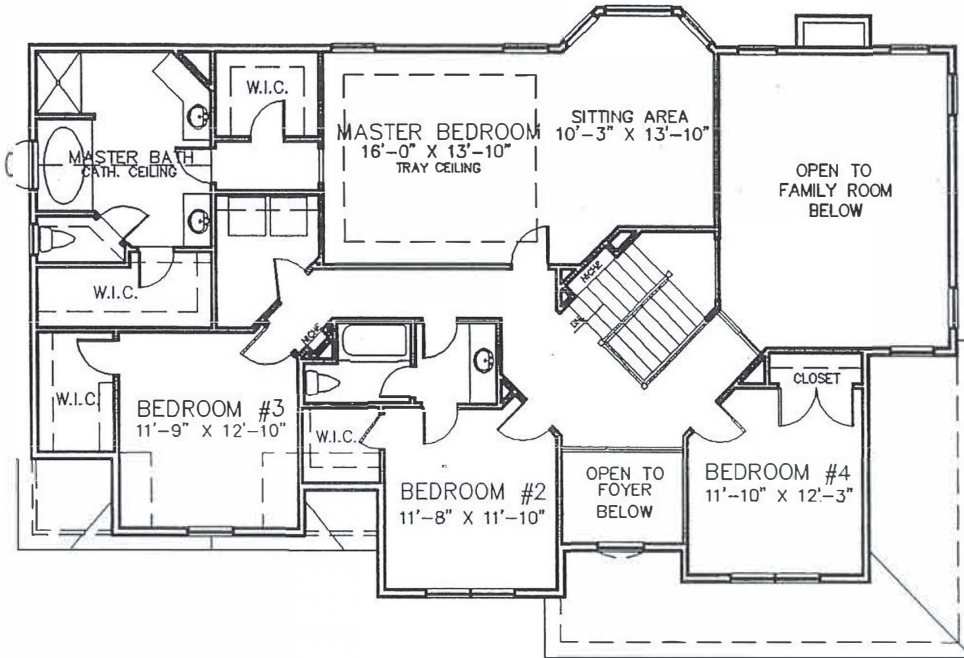 W.I.C.
MASTER BATH
CATH. CEILING
MASTER BEDROOM
16'-0" X 13'-10"
TRAY CEILING
SITTING AREA
10'-3" X 13'-10"
OPEN TO
FAMILY ROOM
BELOW
W.I.C.
NICHE
DN.
NICHE
W.I.C.
BEDROOM #3
11'-9" X 12'-10"
W.I.C.
BEDROOM #2
11'-8" X 11'-10"
OPEN TO
FOYER
BELOW
CLOSET
BEDROOM #4
11'-10" X 12'-3"